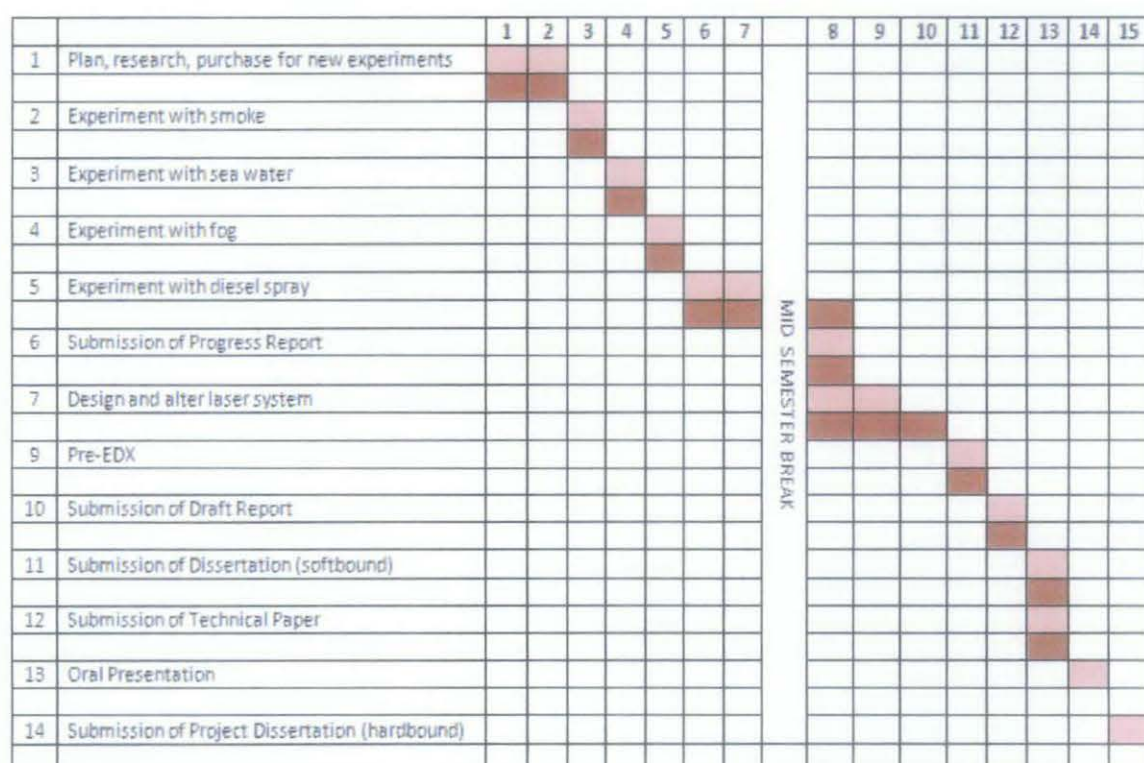 1 2 3 4 5 6 7 8 9 10 11 12 13 14 15
1 Plan, research, purchase for new experiments
2 Experiment with smoke
3 Experiment with sea water
4 Experiment with fog
5 Experiment with diesel spray
6 Submission of Progress Report
7 Design and alter laser system
9 Pre-EDX
10 Submission of Draft Report
11 Submission of Dissertation (softbound)
12 Submission of Technical Paper
13 Oral Presentation
14 Submission of Project Dissertation (hardbound)
MID SEMESTER BREAK